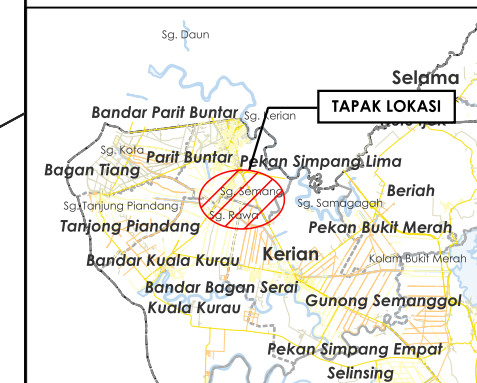 Sg. Daun
Selama
TAPAK LOKASI
Bandar Parit Buntar
Sg. Kerian
Sg. Kota
Parit Buntar
Pekan Simpang Lima
Bagan Tiang
Sg. Semang
Beriah
Sg. Tanjung Piandang
Sg. Samagagah
Sg. Rawa
Tanjong Piandang
Pekan Bukit Merah
Kerian
Bandar Kuala Kurau
Kolam Bukit Merah
Bandar Bagan Serai
Gunong Semanggol
Kuala Kurau
Pekan Simpang Empat
Selinsing